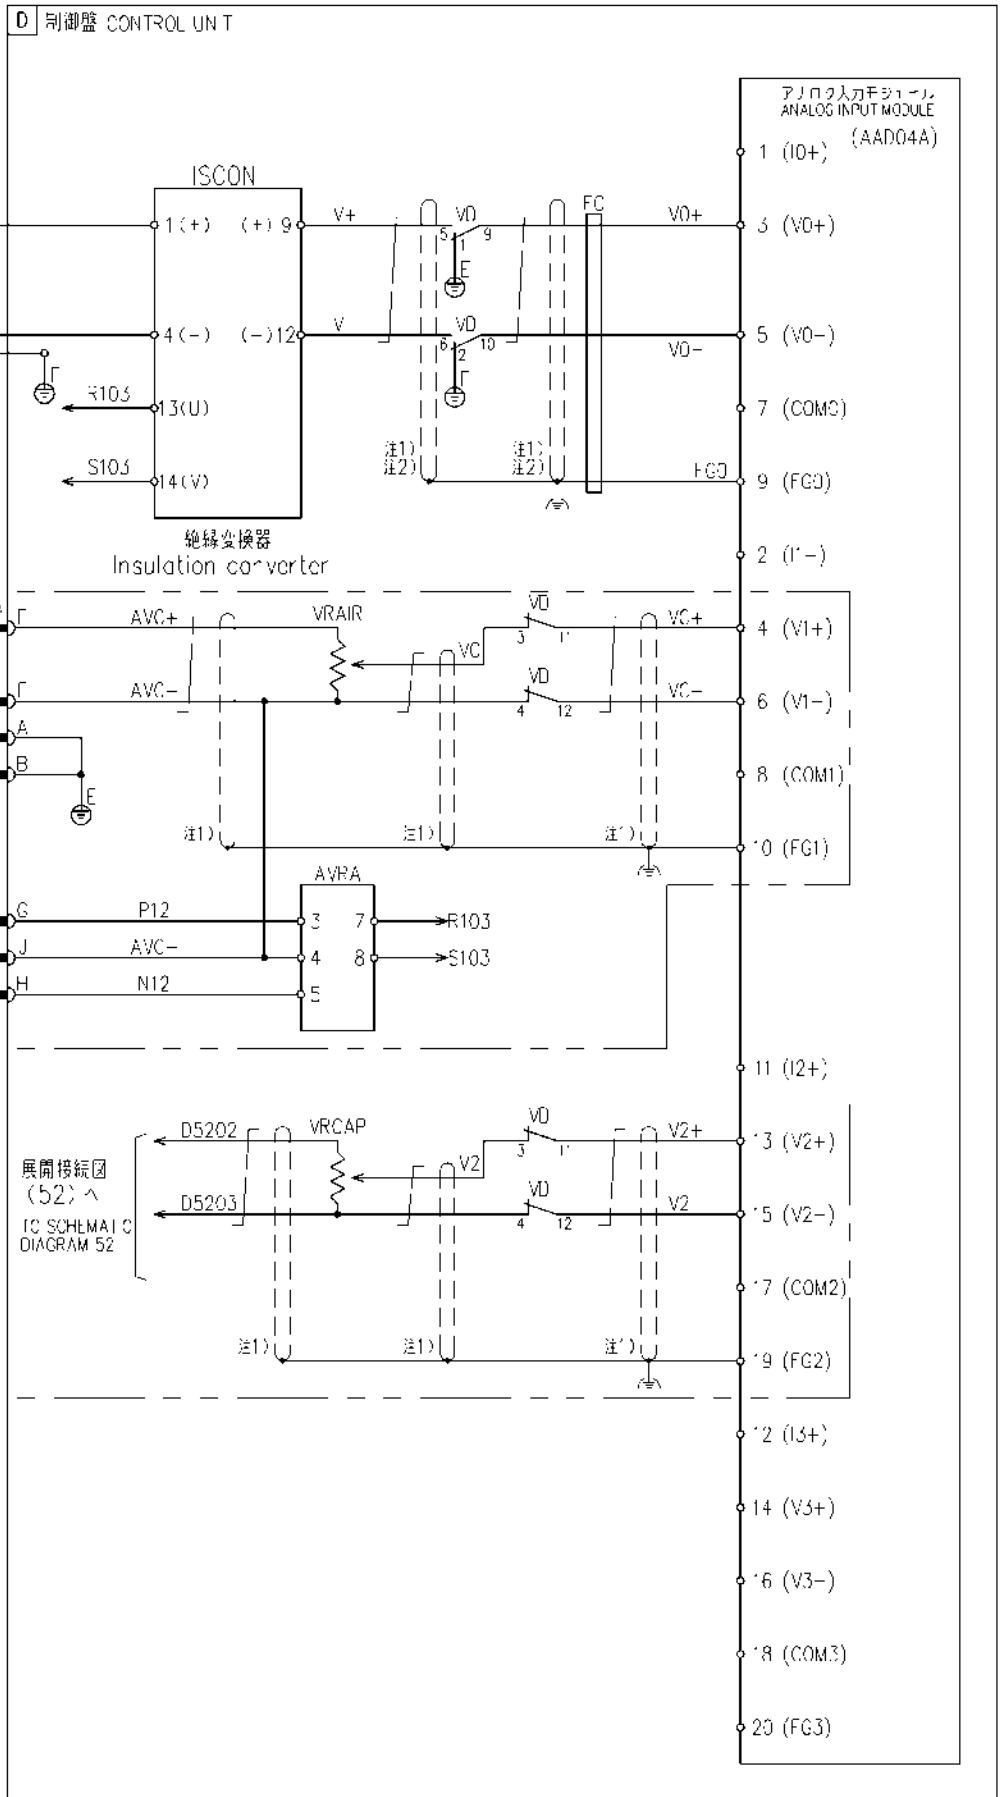 D 制御盤 CONTROL UNIT
アナログ入力モジュール
ANALOG INPUT MODULE
(AAD04A)
1 (I0+)
ISCON
1(+) (+) 9
V+
5 VD 9
1
E
FC
V0+
3 (V0+)
4(-) (-)12
V
6 VD 10
2
V0-
5 (V0-)
R103
13(U)
7 (COM0)
S103
14(V)
注1)
注2)
注1)
注2)
FG0
9 (FG0)
絶縁変換器
Insulation converter
2 (I1-)
AVC+
VRAIR
VC
VD
3 11
VC+
4 (V1+)
AVC-
VD
4 12
VC-
6 (V1-)
A
B
E
8 (COM1)
注1)
注1)
注1)
10 (FG1)
AVRA
G P12 3 7 R103
J AVC- 4 8 S103
H N12 5
11 (I2+)
D5202
VRCAP
V2
VD
3 11
V2+
13 (V2+)
展開接続図
(52)へ
TO SCHEMATIC
DIAGRAM 52
D5203
VD
4 12
V2
15 (V2-)
17 (COM2)
注1)
注1)
注1)
19 (FG2)
12 (I3+)
14 (V3+)
16 (V3-)
18 (COM3)
20 (FG3)